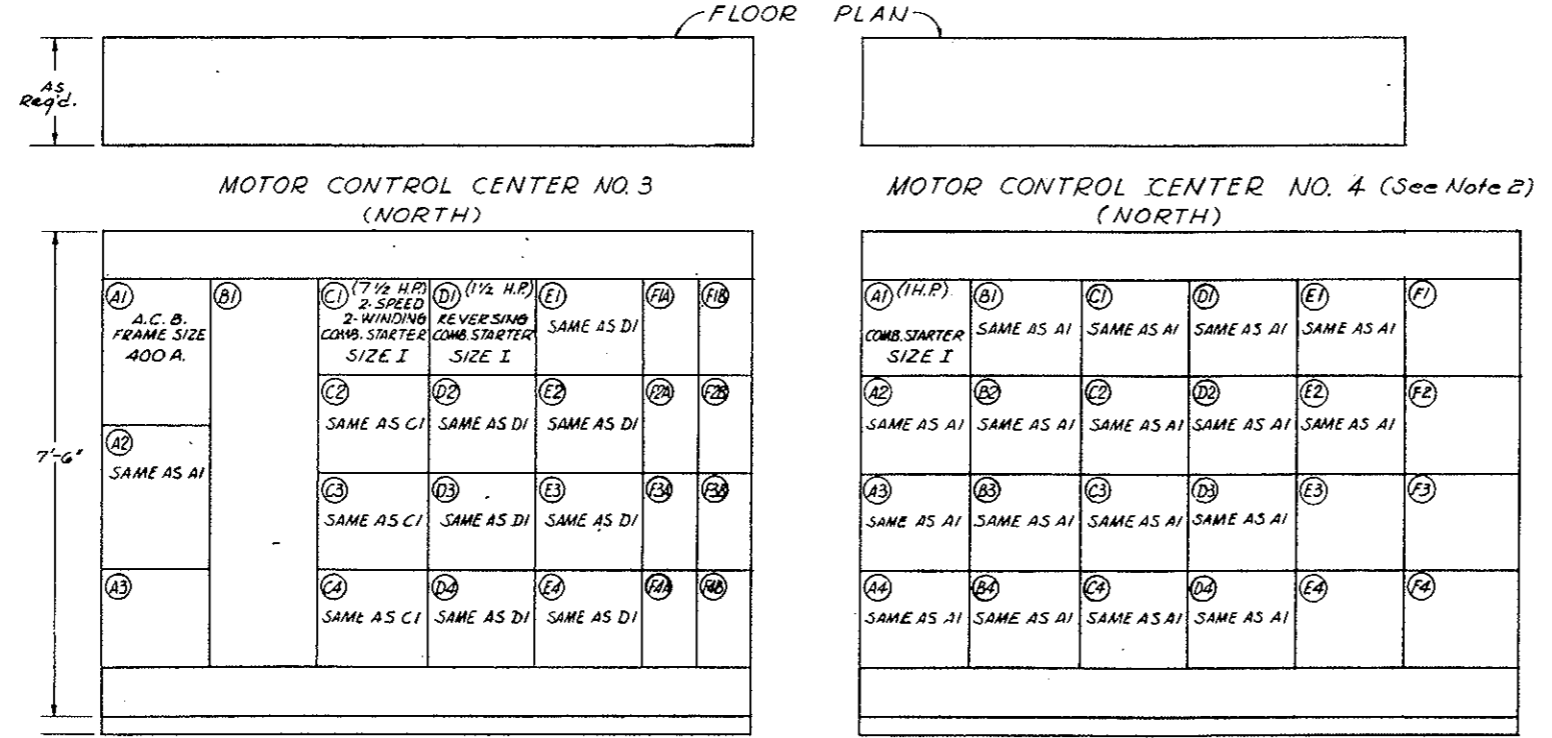 FLOOR PLAN
AS
Req'd.
MOTOR CONTROL CENTER NO. 3
(NORTH)
7'-6"
A1
A.C.B.
FRAME SIZE
400 A.
B1
C1 (7 1/2 H.P.)
2-SPEED
2-WINDING
COMB. STARTER
SIZE I
D1 (1 1/2 H.P.)
REVERSING
COMB. STARTER
SIZE I
E1
SAME AS D1
F1A
F1B
A2
SAME AS A1
C2
SAME AS C1
D2
SAME AS D1
E2
SAME AS D1
F2A
F2B
C3
SAME AS C1
D3
SAME AS D1
E3
SAME AS D1
F3A
F3B
A3
C4
SAME AS C1
D4
SAME AS D1
E4
SAME AS D1
F4A
F4B
MOTOR CONTROL CENTER NO. 4 (See Note 2)
(NORTH)
A1 (1 H.P.)
COMB. STARTER
SIZE I
B1
SAME AS A1
C1
SAME AS A1
D1
SAME AS A1
E1
SAME AS A1
F1
A2
SAME AS A1
B2
SAME AS A1
C2
SAME AS A1
D2
SAME AS A1
E2
SAME AS A1
F2
A3
SAME AS A1
B3
SAME AS A1
C3
SAME AS A1
D3
SAME AS A1
E3
F3
A4
SAME AS A1
B4
SAME AS A1
C4
SAME AS A1
D4
SAME AS A1
E4
F4